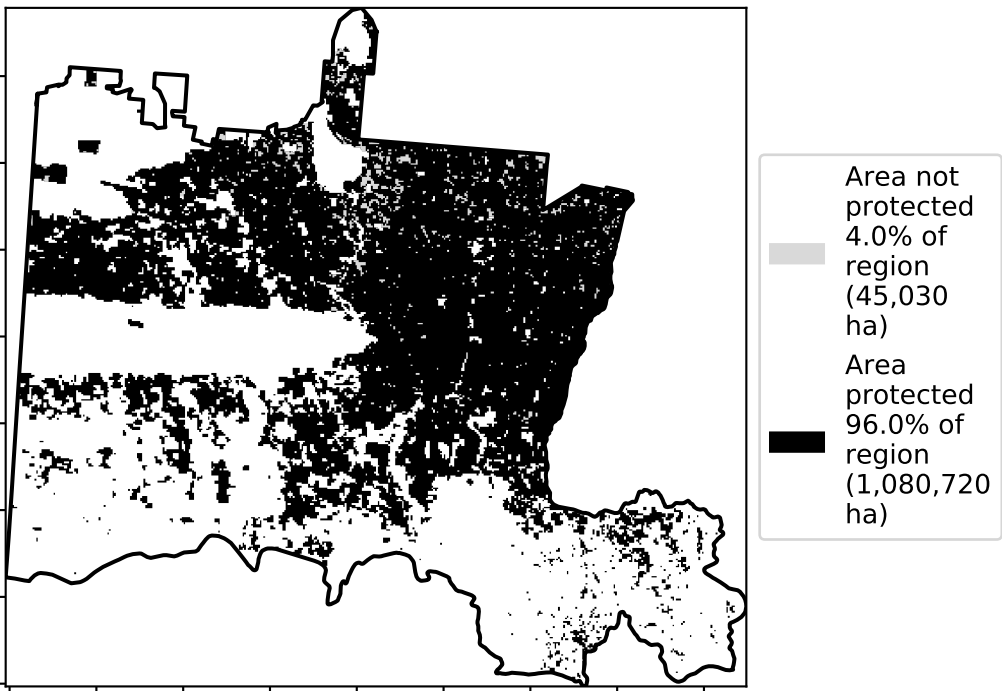 Area not
protected
4.0% of
region
(45,030
ha)
Area
protected
96.0% of
region
(1,080,720
ha)